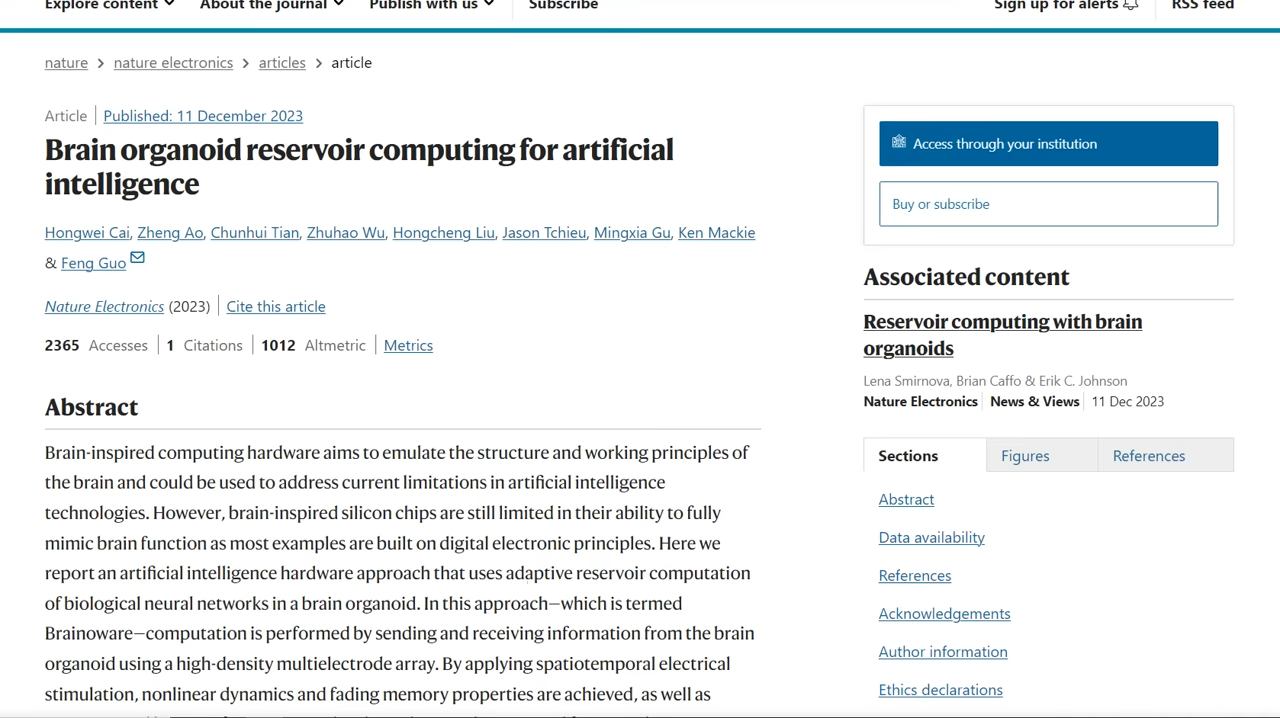 Explore content
About the journal
Publish with us
Subscribe
Sign up for alerts
RSS feed
nature > nature electronics > articles > article
Article | Published: 11 December 2023
Brain organoid reservoir computing for artificial
intelligence
Hongwei Cai, Zheng Ao, Chunhui Tian, Zhuhao Wu, Hongcheng Liu, Jason Tchieu, Mingxia Gu, Ken Mackie
& Feng Guo
Nature Electronics (2023) | Cite this article
2365 Accesses | 1 Citations | 1012 Altmetric | Metrics
Abstract
Brain-inspired computing hardware aims to emulate the structure and working principles of
the brain and could be used to address current limitations in artificial intelligence
technologies. However, brain-inspired silicon chips are still limited in their ability to fully
mimic brain function as most examples are built on digital electronic principles. Here we
report an artificial intelligence hardware approach that uses adaptive reservoir computation
of biological neural networks in a brain organoid. In this approach—which is termed
Brainoware—computation is performed by sending and receiving information from the brain
organoid using a high-density multielectrode array. By applying spatiotemporal electrical
stimulation, nonlinear dynamics and fading memory properties are achieved, as well as
Access through your institution
Buy or subscribe
Associated content
Reservoir computing with brain
organoids
Lena Smirnova, Brian Caffo & Erik C. Johnson
Nature Electronics | News & Views | 11 Dec 2023
Sections
Figures
References
Abstract
Data availability
References
Acknowledgements
Author information
Ethics declarations